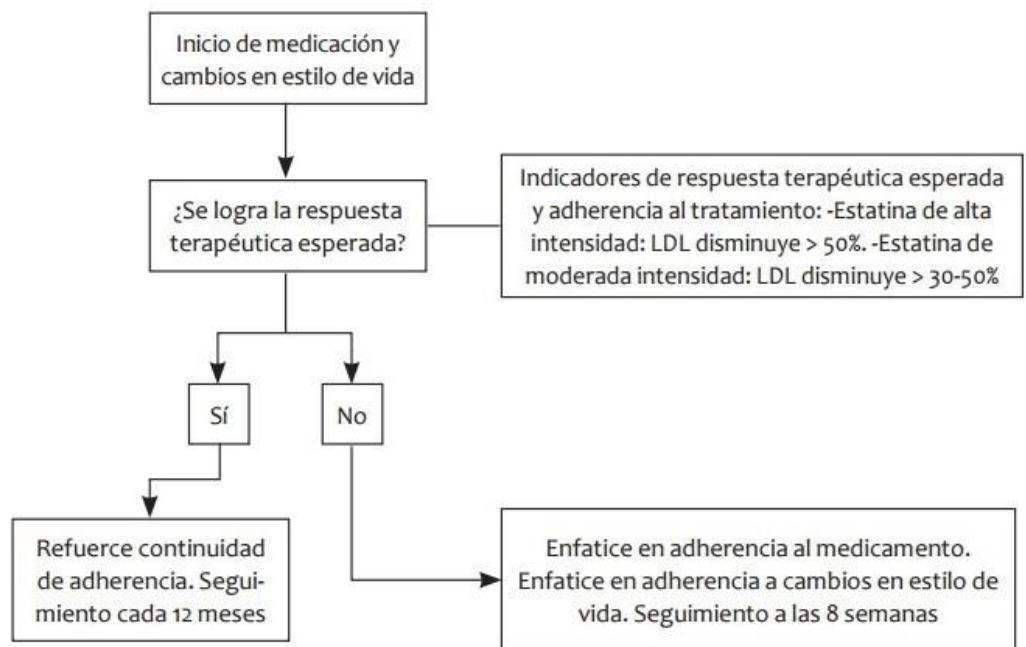 Inicio de medicación y
cambios en estilo de vida
¿Se logra la respuesta
terapéutica esperada?
Indicadores de respuesta terapéutica esperada
y adherencia al tratamiento: -Estatina de alta
intensidad: LDL disminuye > 50%. -Estatina de
moderada intensidad: LDL disminuye > 30-50%
Sí
No
Refuerce continuidad
de adherencia. Segui-
miento cada 12 meses
Enfatice en adherencia al medicamento.
Enfatice en adherencia a cambios en estilo de
vida. Seguimiento a las 8 semanas